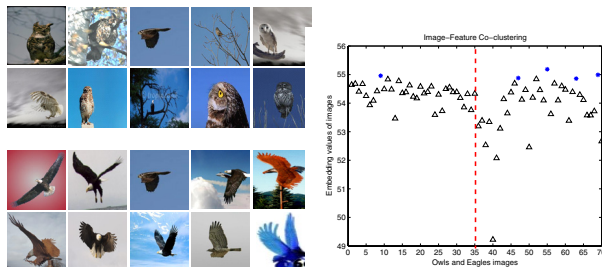 Image-Feature Co-clustering
Embedding values of images
56
55
54
53
52
51
50
49
0 5 10 15 20 25 30 35 40 45 50 55 60 65 70
Owls and Eagles images